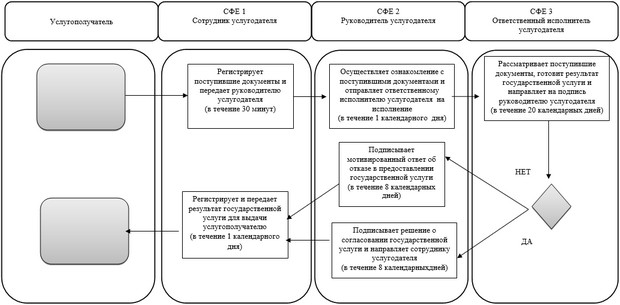 Услугополучатель
СФЕ 1
Сотрудник услугодателя
СФЕ 2
Руководитель услугодателя
СФЕ 3
Ответственный исполнитель
услугодателя
Регистрирует
поступившие документы и
передает руководителю
услугодателя
(в течение 30 минут)
Осуществляет ознакомление с
поступившими документами и
отправляет ответственному
исполнителю услугодателя на
исполнение
(в течение 1 календарного дня)
Рассматривает поступившие
документы, готовит результат
государственной услуги и
направляет на подпись
руководителю услугодателя
(в течение 20 календарных дней)
НЕТ
Подписывает
мотивированный ответ об
отказе в предоставлении
государственной услуги
(в течение 8 календарных
дней)
Регистрирует и передает
результат государственной
услуги для выдачи
услугополучателю
(в течение 1 календарного
дня)
ДА
Подписывает решение о
согласовании государственной
услуги и направляет сотруднику
услугодателя
(в течение 8 календарныхдней)